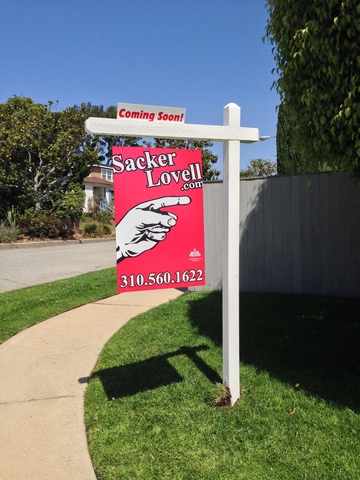 Coming Soon!
Sacker
Lovell
.com
310.560.1622